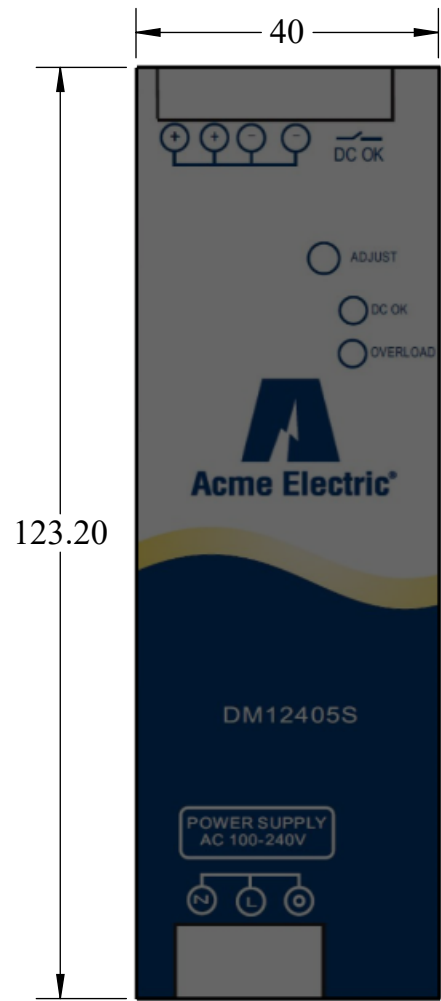 40
+ + − −
DC OK
ADJUST
DC OK
OVERLOAD
Acme Electric®
123.20
DM12405S
POWER SUPPLY
AC 100-240V
N L